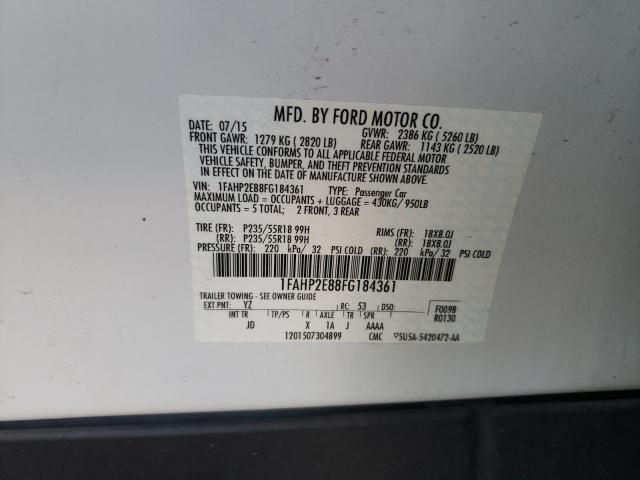 MFD. BY FORD MOTOR CO.
DATE: 07/15 GVWR: 2386 KG ( 5260 LB)
FRONT GAWR: 1279 KG ( 2820 LB) REAR GAWR: 1143 KG ( 2520 LB)
THIS VEHICLE CONFORMS TO ALL APPLICABLE FEDERAL MOTOR
VEHICLE SAFETY, BUMPER, AND THEFT PREVENTION STANDARDS
IN EFFECT ON THE DATE OF MANUFACTURE SHOWN ABOVE.
VIN: 1FAHP2E88FG184361 TYPE: Passenger Car
MAXIMUM LOAD = OCCUPANTS + LUGGAGE = 430KG/ 950LB
OCCUPANTS = 5 TOTAL; 2 FRONT, 3 REAR
TIRE (FR): P235/55R18 99H RIMS (FR): 18X8.0J
(RR): P235/55R18 99H (RR): 18X8.0J
PRESSURE (FR): 220 kPa/ 32 PSI COLD (RR): 220 kPa/ 32 PSI COLD
1FAHP2E88FG184361
TRAILER TOWING - SEE OWNER GUIDE
EXT PNT: YZ RC: 53 DSO: F0098
R0130
INT TR TP/PS R AXLE TR SPR
JD X 1A J AAAA
1201507304899 CMC 5U5A-5420472-AA